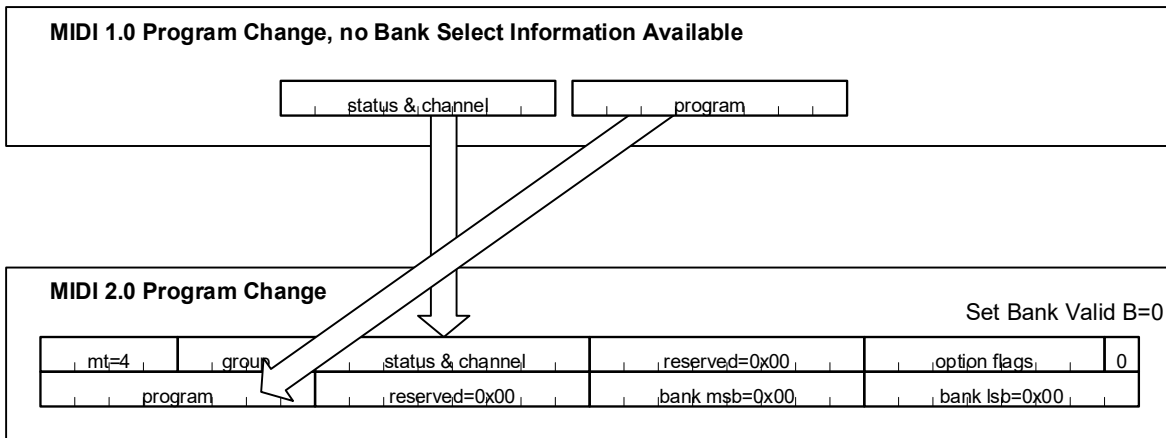 MIDI 1.0 Program Change, no Bank Select Information Available
status & channel program
MIDI 2.0 Program Change
Set Bank Valid B=0
mt=4 group status & channel reserved=0x00 option flags 0
program reserved=0x00 bank msb=0x00 bank lsb=0x00